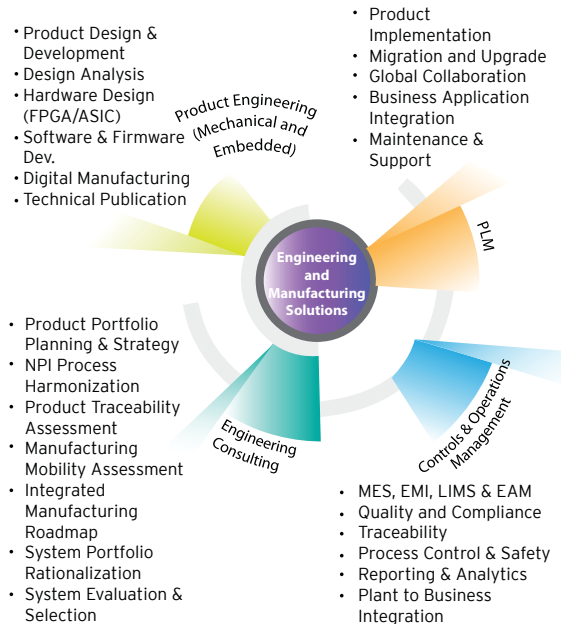 • Product Design &
Development
• Design Analysis
• Hardware Design
(FPGA/ASIC)
• Software & Firmware
Dev.
• Digital Manufacturing
• Technical Publication
Product Engineering
(Mechanical and
Embedded)
• Product
Implementation
• Migration and Upgrade
• Global Collaboration
• Business Application
Integration
• Maintenance &
Support
PLM
Engineering
and
Manufacturing
Solutions
• Product Portfolio
Planning & Strategy
• NPI Process
Harmonization
• Product Traceability
Assessment
• Manufacturing
Mobility Assessment
• Integrated
Manufacturing
Roadmap
• System Portfolio
Rationalization
• System Evaluation &
Selection
Engineering
Consulting
Controls & Operations
Management
• MES, EMI, LIMS & EAM
• Quality and Compliance
• Traceability
• Process Control & Safety
• Reporting & Analytics
• Plant to Business
Integration